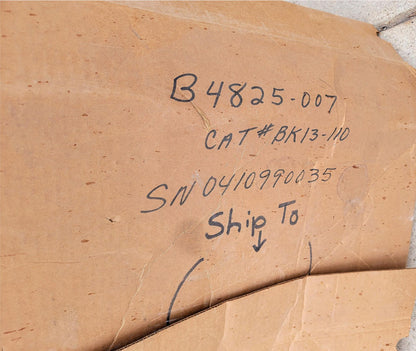 B4825-007
CAT# BK13-110
SN 0410990035
Ship To